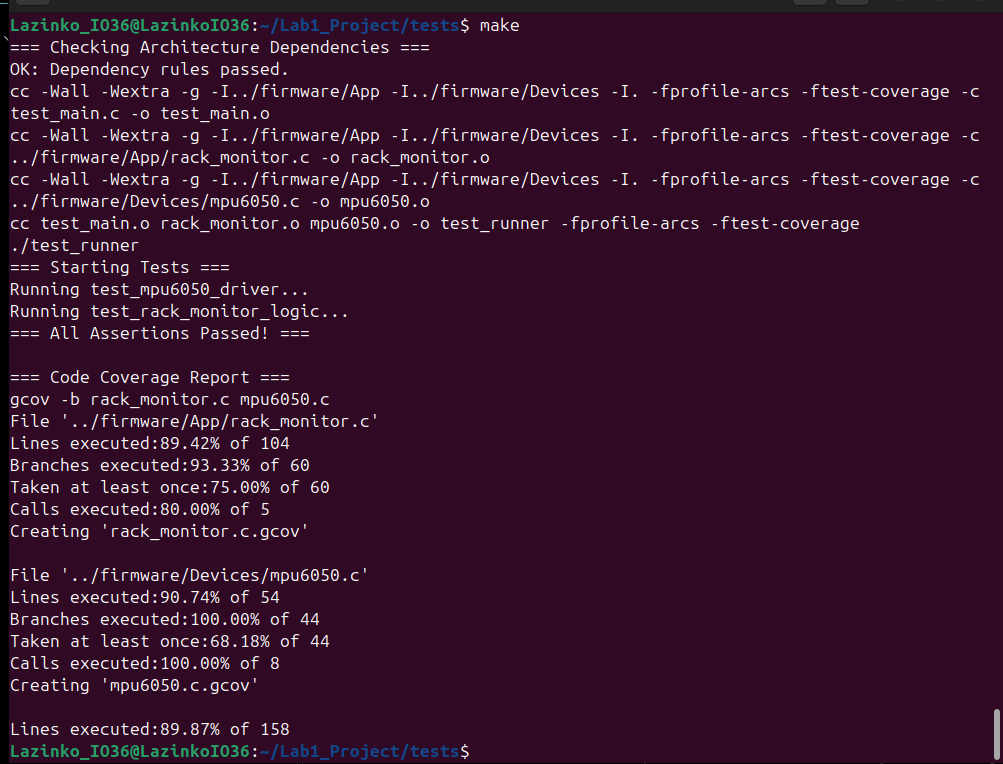 Lazinko_IO36@LazinkoIO36:~/Lab1_Project/tests$ make
=== Checking Architecture Dependencies ===
OK: Dependency rules passed.
cc -Wall -Wextra -g -I../firmware/App -I../firmware/Devices -I. -fprofile-arcs -ftest-coverage -c
test_main.c -o test_main.o
cc -Wall -Wextra -g -I../firmware/App -I../firmware/Devices -I. -fprofile-arcs -ftest-coverage -c
../firmware/App/rack_monitor.c -o rack_monitor.o
cc -Wall -Wextra -g -I../firmware/App -I../firmware/Devices -I. -fprofile-arcs -ftest-coverage -c
../firmware/Devices/mpu6050.c -o mpu6050.o
cc test_main.o rack_monitor.o mpu6050.o -o test_runner -fprofile-arcs -ftest-coverage
./test_runner
=== Starting Tests ===
Running test_mpu6050_driver...
Running test_rack_monitor_logic...
=== All Assertions Passed! ===
=== Code Coverage Report ===
gcov -b rack_monitor.c mpu6050.c
File '../firmware/App/rack_monitor.c'
Lines executed:89.42% of 104
Branches executed:93.33% of 60
Taken at least once:75.00% of 60
Calls executed:80.00% of 5
Creating 'rack_monitor.c.gcov'
File '../firmware/Devices/mpu6050.c'
Lines executed:90.74% of 54
Branches executed:100.00% of 44
Taken at least once:68.18% of 44
Calls executed:100.00% of 8
Creating 'mpu6050.c.gcov'
Lines executed:89.87% of 158
Lazinko_IO36@LazinkoIO36:~/Lab1_Project/tests$